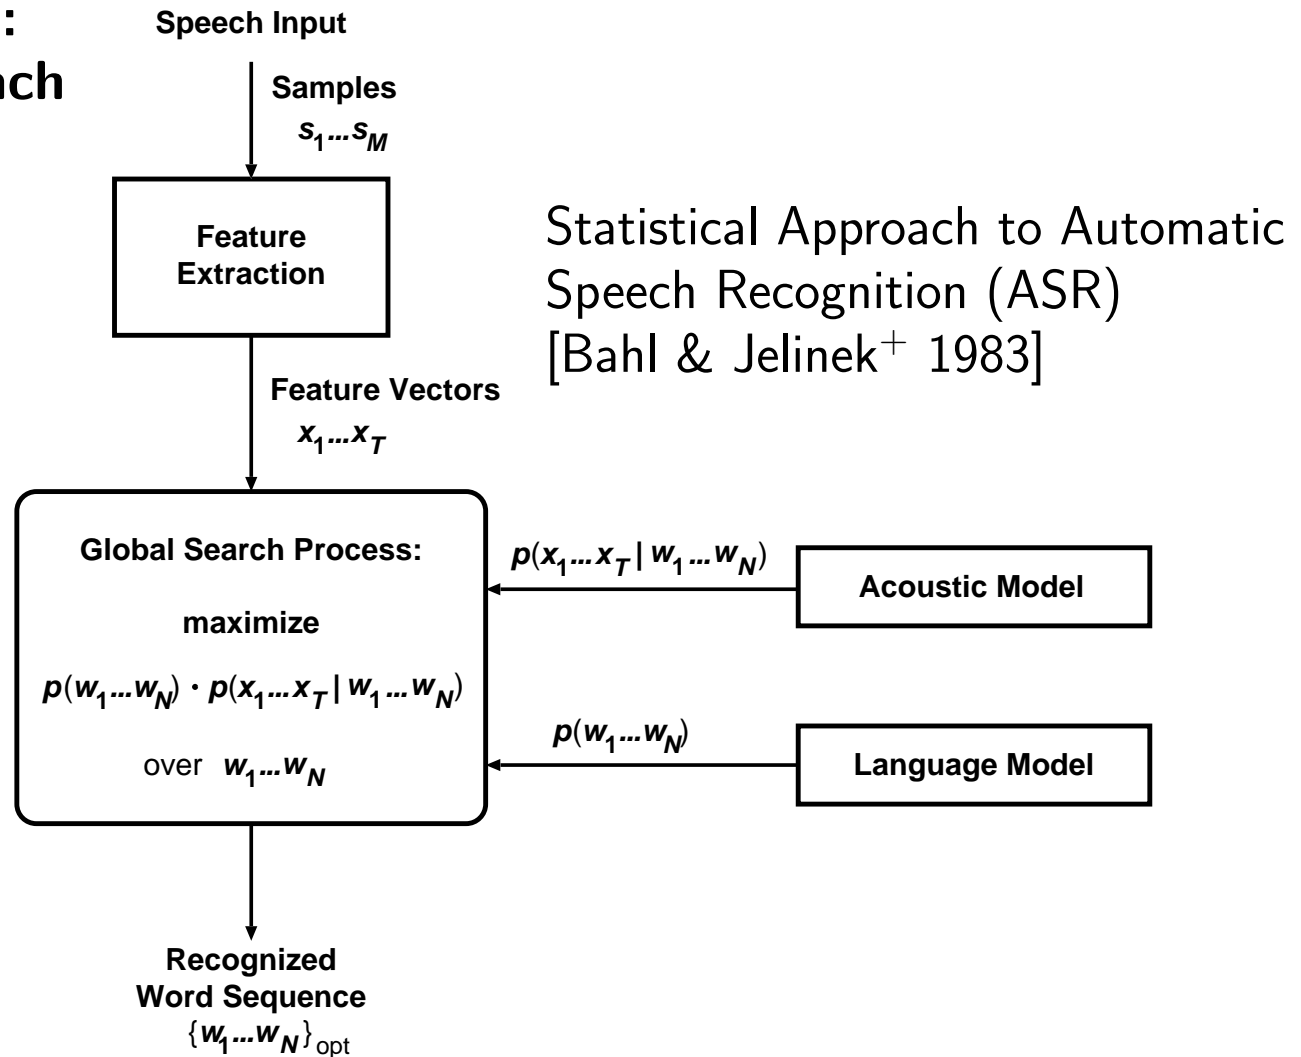 :
Speech Input
Samples
s1...sM
Feature
Extraction
Statistical Approach to Automatic
Speech Recognition (ASR)
[Bahl & Jelinek+ 1983]
Feature Vectors
x1...xT
Global Search Process:
maximize
p(w1...wN) · p(x1...xT | w1...wN)
over w1...wN
p(x1...xT | w1...wN)
Acoustic Model
p(w1...wN)
Language Model
Recognized
Word Sequence
{w1...wN}opt